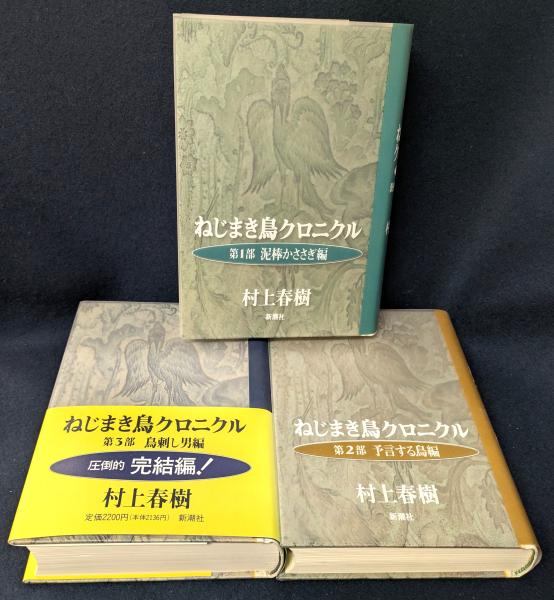 ねじまき鳥クロニクル
第1部 泥棒かささぎ編
村上春樹
新潮社
ねじまき鳥クロニクル
第3部 鳥刺し男編
圧倒的 完結編!
村上春樹
定価2200円(本体2136円) 新潮社
ねじまき鳥クロニクル
第2部 予言する鳥編
村上春樹
新潮社